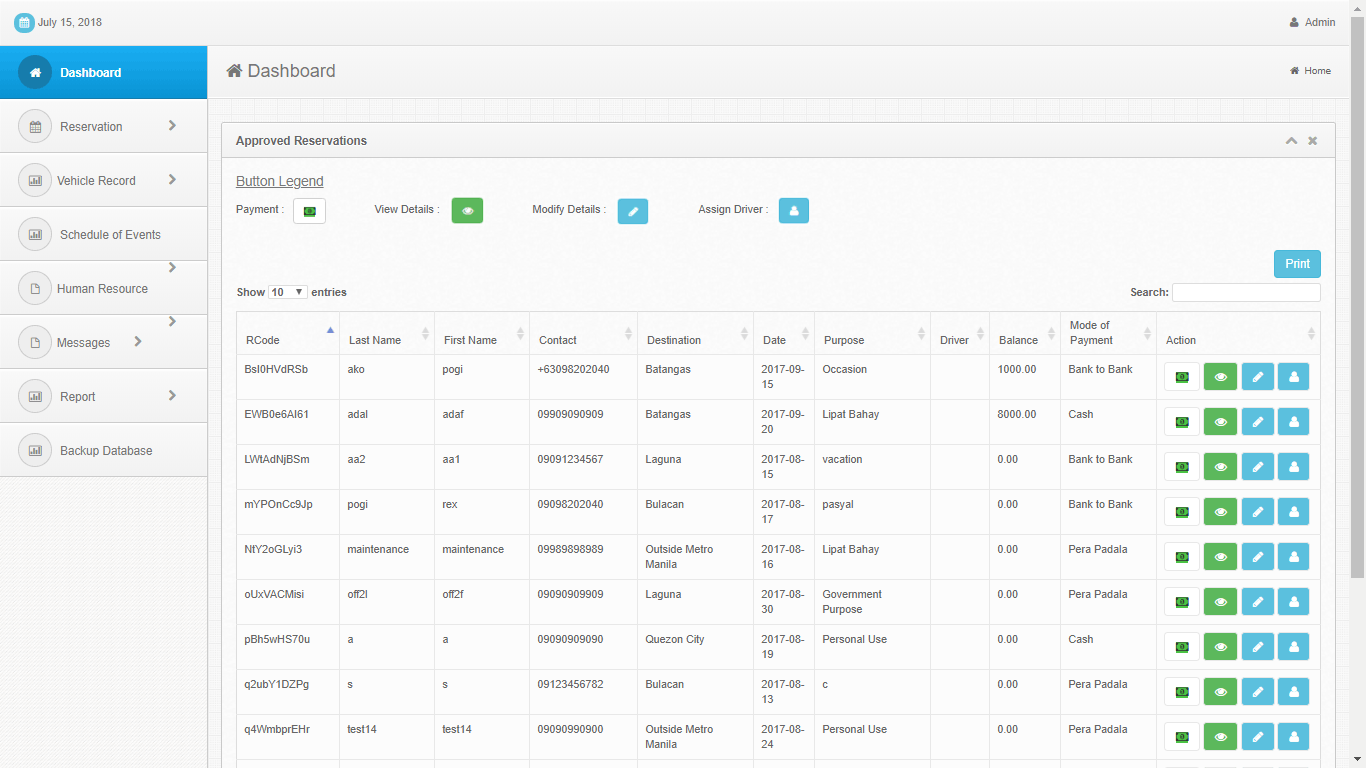 July 15, 2018
Admin
Dashboard
Dashboard
Home
Reservation
Vehicle Record
Schedule of Events
Human Resource
Messages
Report
Backup Database
Approved Reservations
Button Legend
Payment : View Details : Modify Details : Assign Driver :
Print
Show 10 entries Search:
RCode Last Name First Name Contact Destination Date Purpose Driver Balance Mode of Payment Action
BsI0HVdRSb ako pogi +63098202040 Batangas 2017-09-15 Occasion 1000.00 Bank to Bank
EWB0e6AI61 adal adaf 09909090909 Batangas 2017-09-20 Lipat Bahay 8000.00 Cash
LWtAdNjBSm aa2 aa1 09091234567 Laguna 2017-08-15 vacation 0.00 Bank to Bank
mYPOnCc9Jp pogi rex 09098202040 Bulacan 2017-08-17 pasyal 0.00 Bank to Bank
NtY2oGLyi3 maintenance maintenance 09989898989 Outside Metro Manila 2017-08-16 Lipat Bahay 0.00 Pera Padala
oUxVACMisi off2l off2f 09090909909 Laguna 2017-08-30 Government Purpose 0.00 Pera Padala
pBh5wHS70u a a 09090909090 Quezon City 2017-08-19 Personal Use 0.00 Cash
q2ubY1DZPg s s 09123456782 Bulacan 2017-08-13 c 0.00 Pera Padala
q4WmbprEHr test14 test14 09090990900 Outside Metro Manila 2017-08-24 Personal Use 0.00 Pera Padala